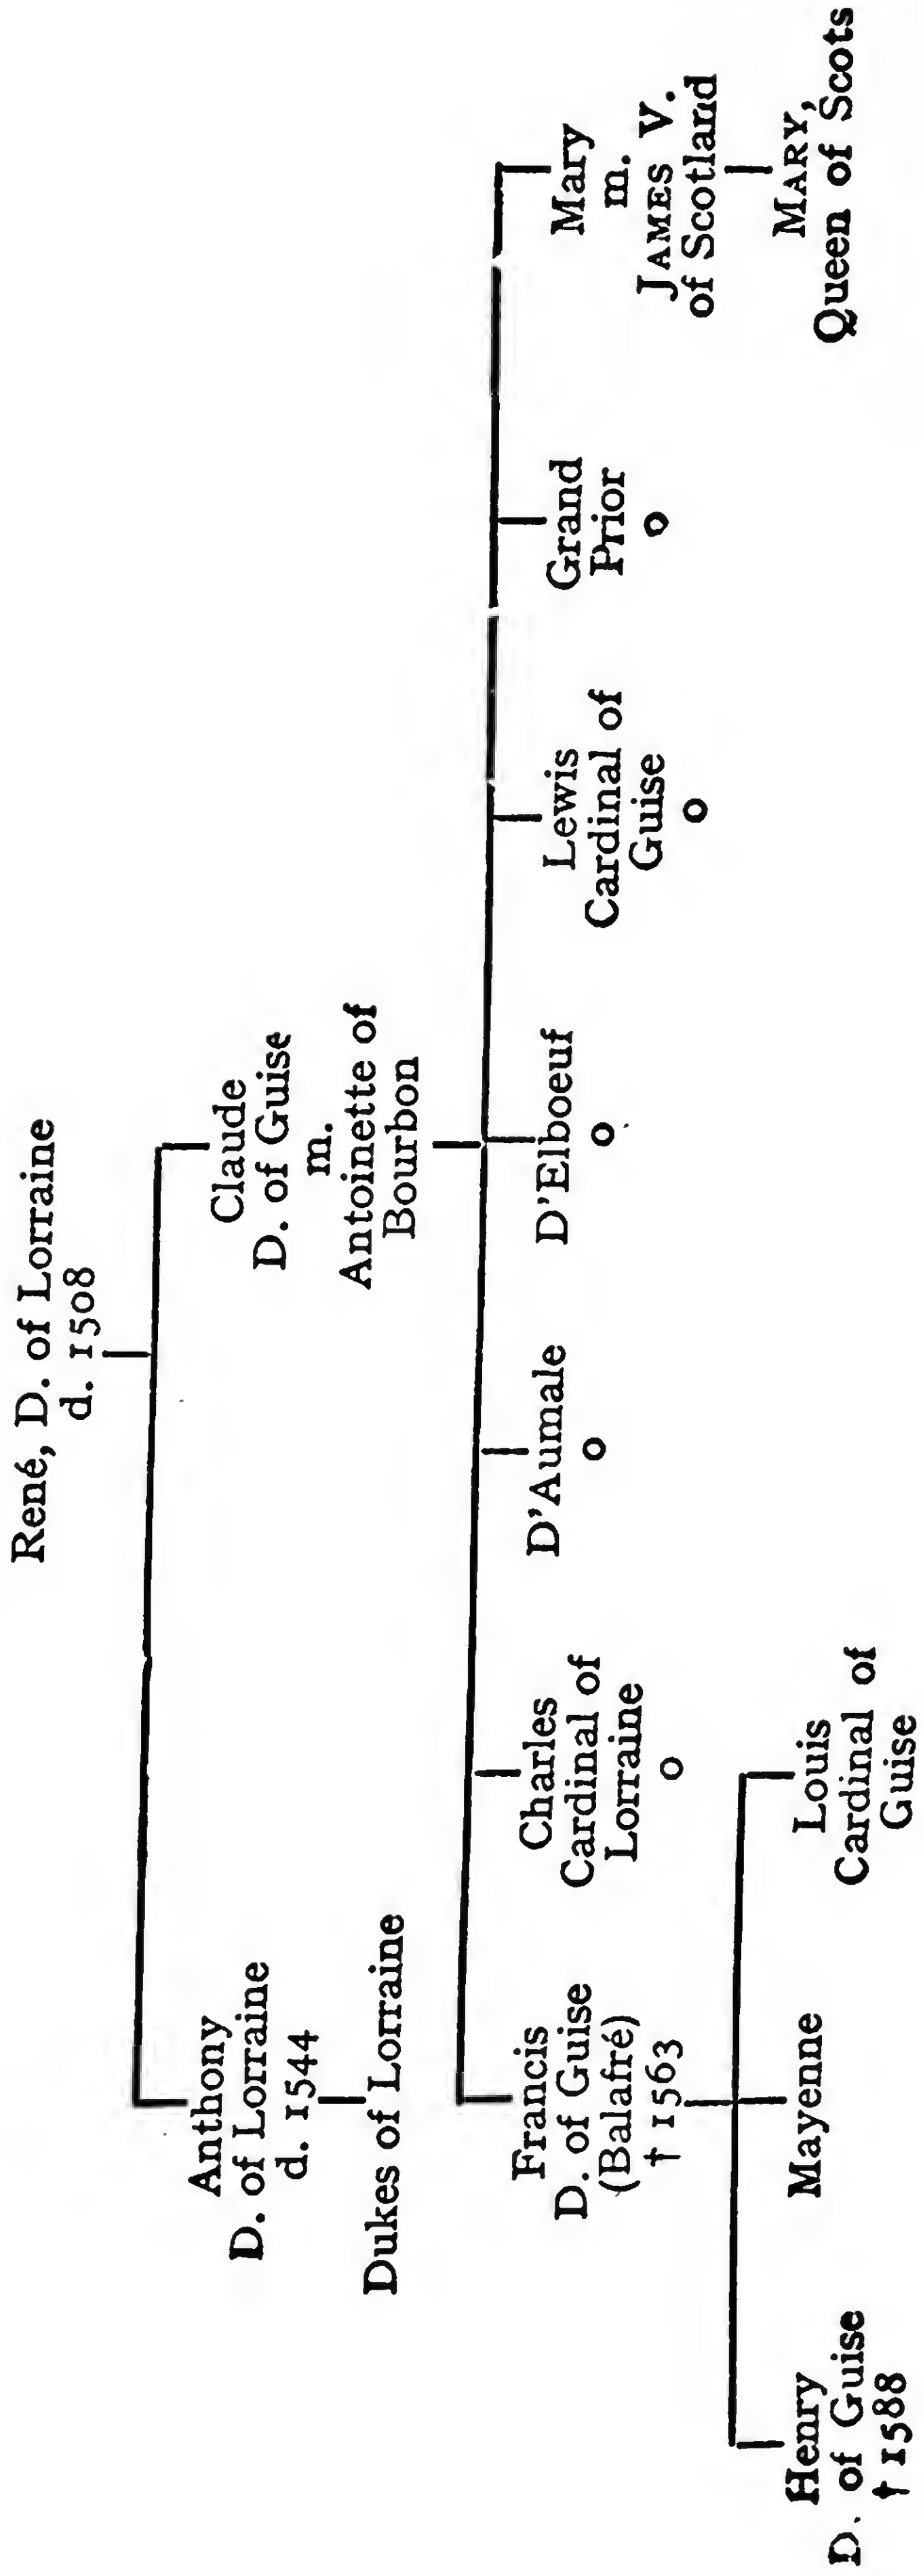 René, D. of Lorraine
d. 1508
Anthony
D. of Lorraine
d. 1544
Dukes of Lorraine
Claude
D. of Guise
m.
Antoinette of
Bourbon
Francis
D. of Guise
(Balafré)
† 1563
Charles
Cardinal of
Lorraine
o
D'Aumale
o
D'Elboeuf
o
Lewis
Cardinal of
Guise
o
Grand
Prior
o
Mary
m.
JAMES V.
of Scotland
MARY,
Queen of Scots
Henry
D. of Guise
† 1588
Mayenne
Louis
Cardinal of
Guise